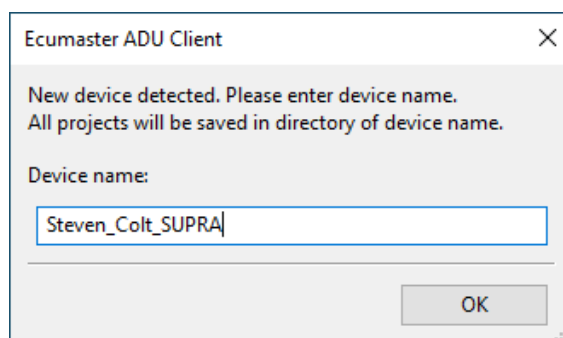 Ecumaster ADU Client
New device detected. Please enter device name.
All projects will be saved in directory of device name.
Device name:
Steven_Colt_SUPRA
OK